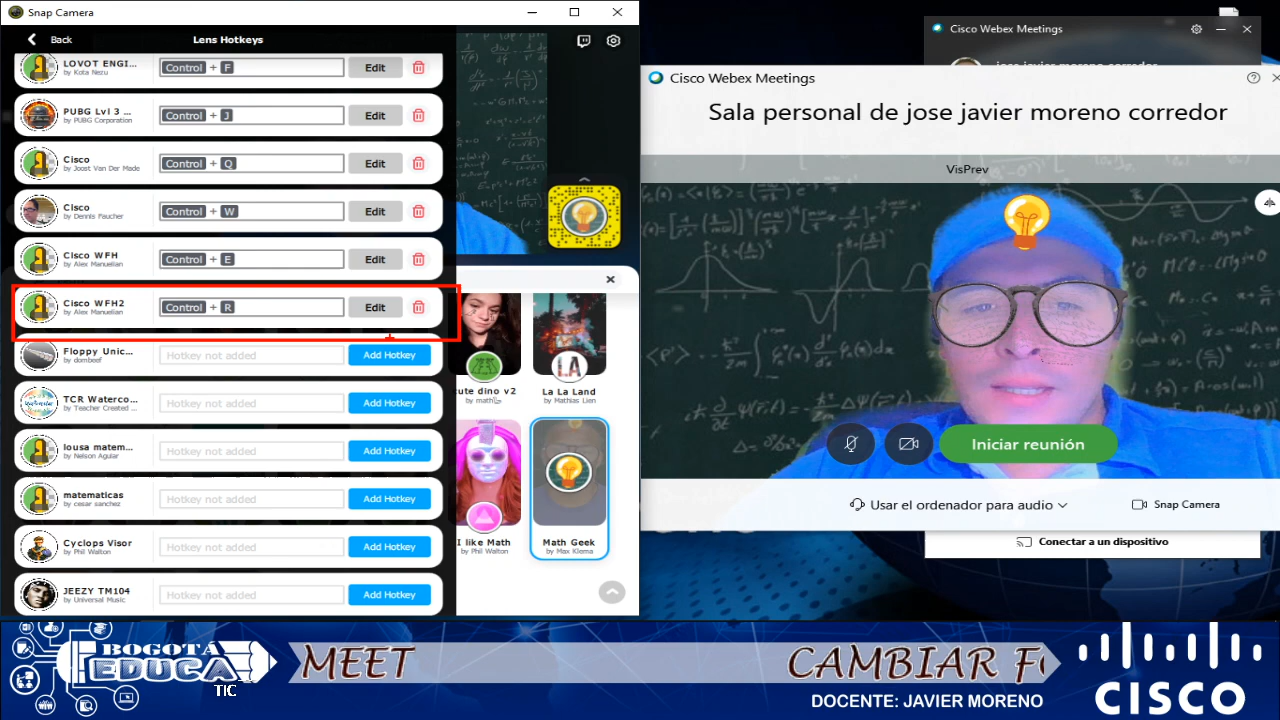 Snap Camera
Back
Lens Hotkeys
LOVOT ENGI...
by Kota Nezu
Control + F
Edit
PUBG Lvl 3 ...
by PUBG Corporation
Control + J
Edit
Cisco
by Joost Van Der Made
Control + Q
Edit
Cisco
by Dennis Faucher
Control + W
Edit
Cisco WFH
by Alex Manuelian
Control + E
Edit
Cisco WFH2
by Alex Manuelian
Control + R
Edit
Floppy Unic...
by dombeef
Hotkey not added
Add Hotkey
TCR Waterco...
by Teacher Created ...
Hotkey not added
Add Hotkey
lousa matem...
by Nelson Aguiar
Hotkey not added
Add Hotkey
matematicas
by cesar sanchez
Hotkey not added
Add Hotkey
Cyclops Visor
by Phil Walton
Hotkey not added
Add Hotkey
JEEZY TM104
by Universal Music
Hotkey not added
Add Hotkey
cute dino v2
La La Land
by Mathias Lien
LA
I like Math
by Phil Walton
Math Geek
by Max Klema
Cisco Webex Meetings
jose javier moreno corredor
Cisco Webex Meetings
Sala personal de jose javier moreno corredor
VisPrev
Iniciar reunión
Usar el ordenador para audio
Snap Camera
Conectar a un dispositivo
BOGOTÁ
EDUCA
TIC
MEET
CAMBIAR FO
DOCENTE: JAVIER MORENO
CISCO